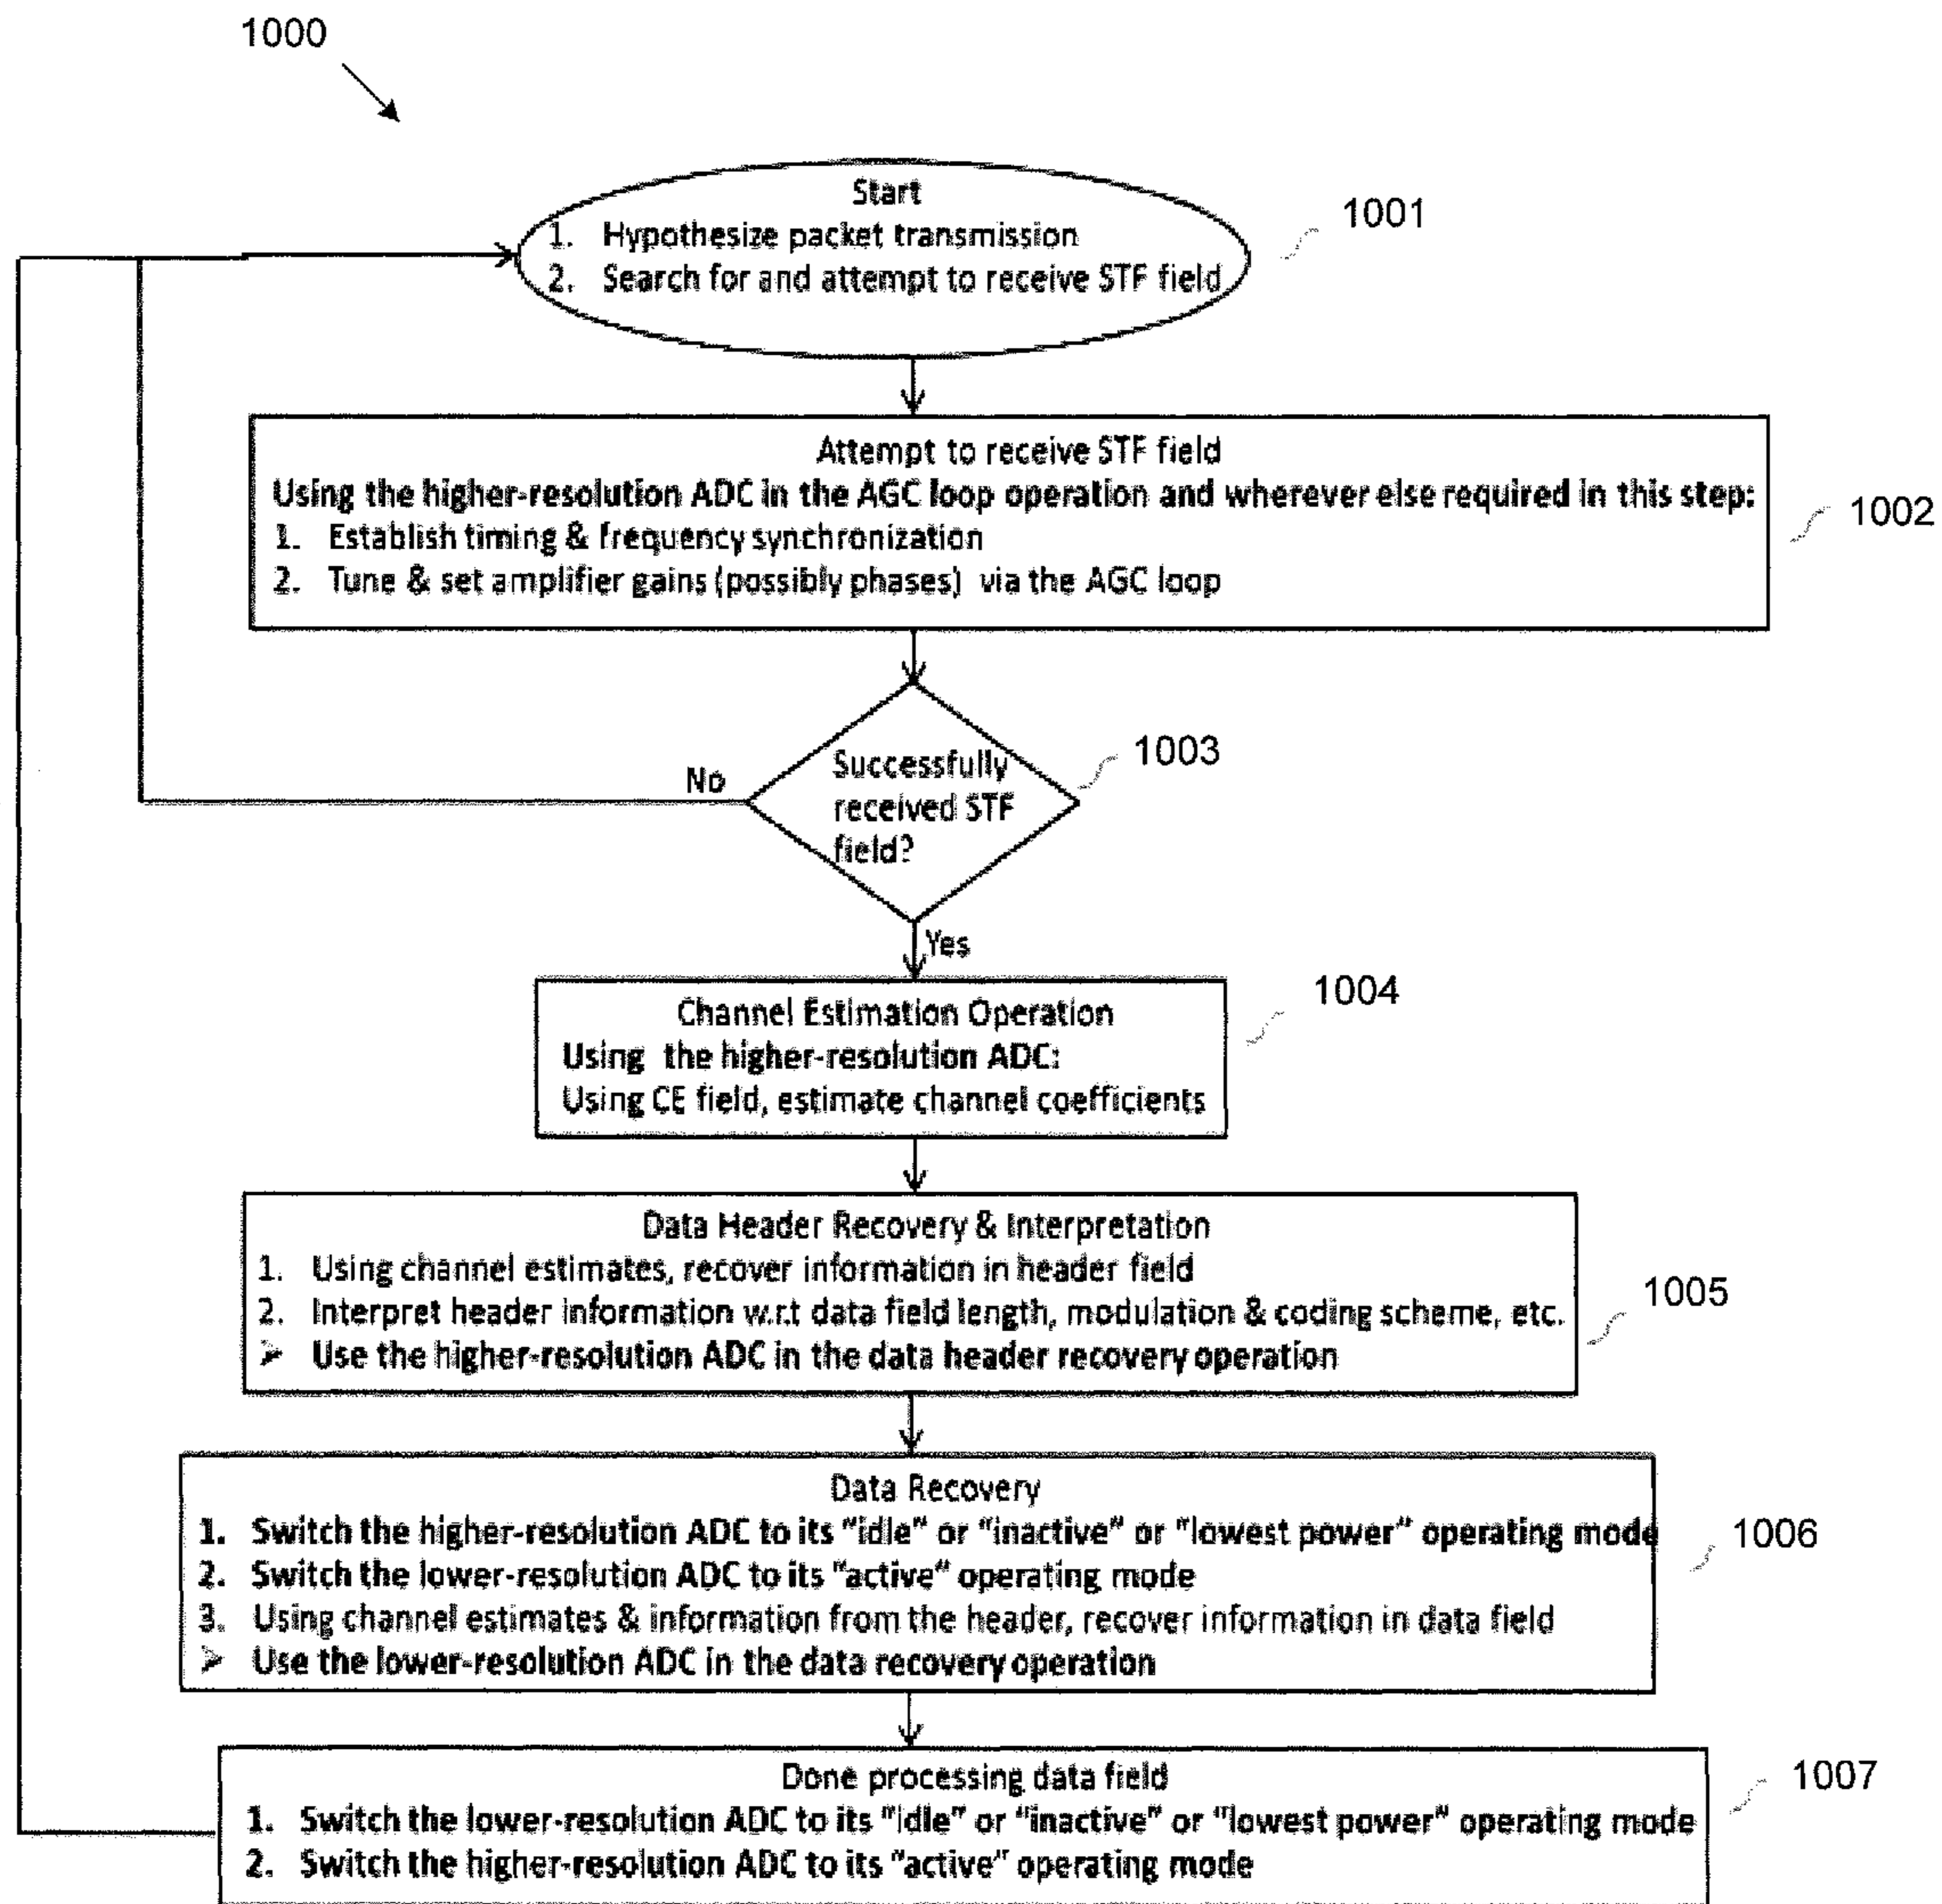 1000
Start
1. Hypothesize packet transmission
2. Search for and attempt to receive STF field
1001
Attempt to receive STF field
Using the higher-resolution ADC in the AGC loop operation and wherever else required in this step:
1. Establish timing & frequency synchronization
2. Tune & set amplifier gains (possibly phases) via the AGC loop
1002
Successfully
received STF
field?
1003
No
Yes
Channel Estimation Operation
Using the higher-resolution ADC:
Using CE field, estimate channel coefficients
1004
Data Header Recovery & Interpretation
1. Using channel estimates, recover information in header field
2. Interpret header information w.r.t data field length, modulation & coding scheme, etc.
➢ Use the higher-resolution ADC in the data header recovery operation
1005
Data Recovery
1. Switch the higher-resolution ADC to its "idle" or "inactive" or "lowest power" operating mode
2. Switch the lower-resolution ADC to its "active" operating mode
3. Using channel estimates & information from the header, recover information in data field
➢ Use the lower-resolution ADC in the data recovery operation
1006
Done processing data field
1. Switch the lower-resolution ADC to its "idle" or "inactive" or "lowest power" operating mode
2. Switch the higher-resolution ADC to its "active" operating mode
1007